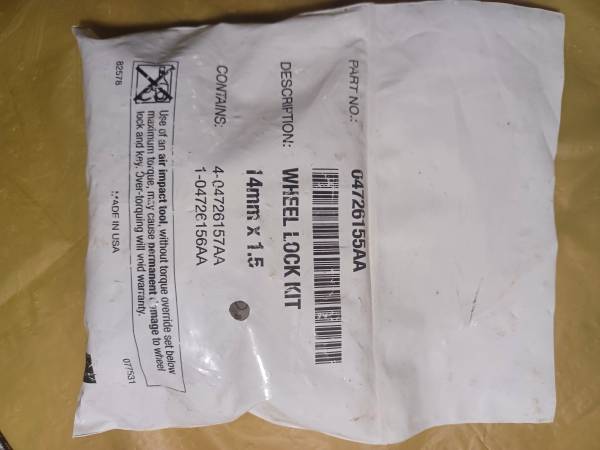 PART NO.: 04726155AA
DESCRIPTION: WHEEL LOCK KIT
14mm x 1.5
CONTAINS: 4-04726157AA
1-04726156AA
Use of an air impact tool, without torque override set below
maximum torque, may cause permanent damage to wheel
lock and key. Over-torquing will void warranty.
82578 MADE IN USA 077531